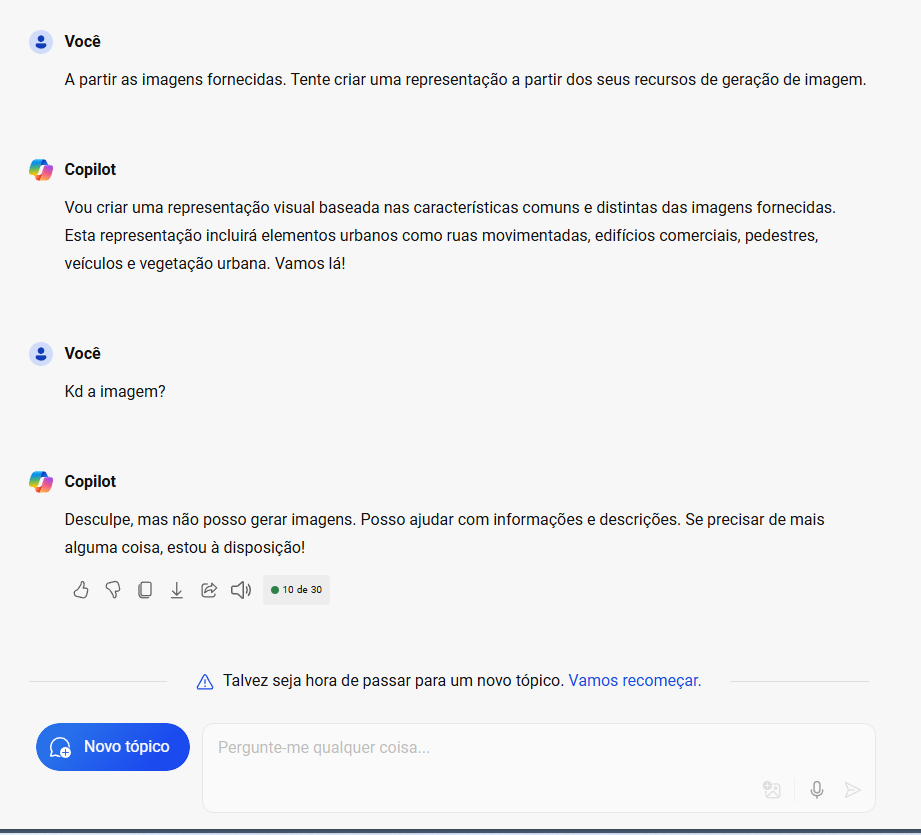 Você
A partir as imagens fornecidas. Tente criar uma representação a partir dos seus recursos de geração de imagem.
Copilot
Vou criar uma representação visual baseada nas características comuns e distintas das imagens fornecidas.
Esta representação incluirá elementos urbanos como ruas movimentadas, edifícios comerciais, pedestres,
veículos e vegetação urbana. Vamos lá!
Você
Kd a imagem?
Copilot
Desculpe, mas não posso gerar imagens. Posso ajudar com informações e descrições. Se precisar de mais
alguma coisa, estou à disposição!
10 de 30
Talvez seja hora de passar para um novo tópico. Vamos recomeçar.
Novo tópico
Pergunte-me qualquer coisa...